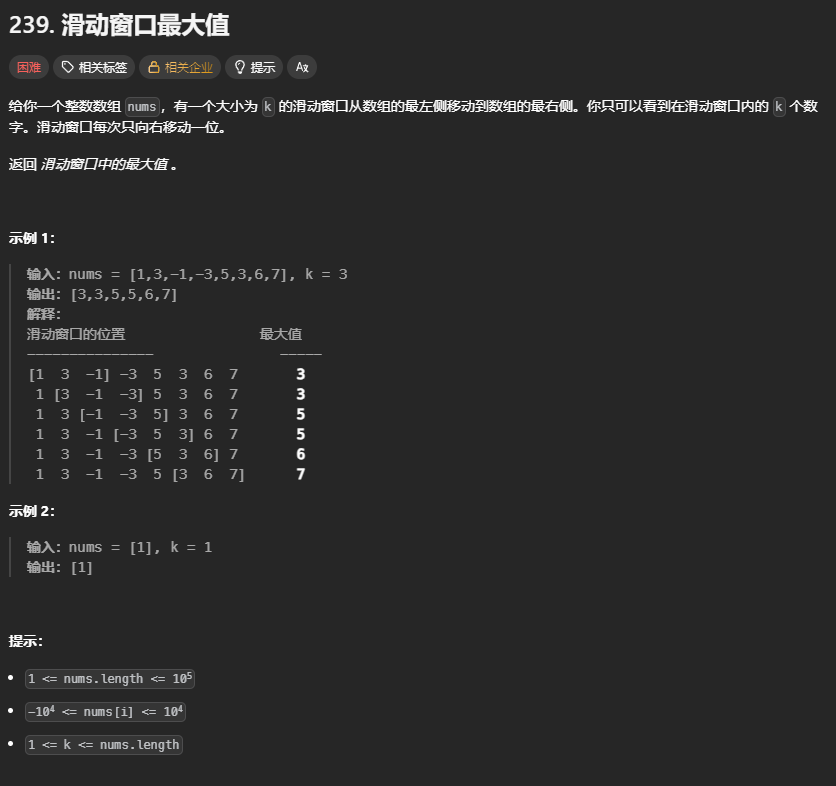 239. 滑动窗口最大值
困难 相关标签 相关企业 提示 Ax
给你一个整数数组 nums，有一个大小为 k 的滑动窗口从数组的最左侧移动到数组的最右侧。你只可以看到在滑动窗口内的 k 个数
字。滑动窗口每次只向右移动一位。
返回 滑动窗口中的最大值 。
示例 1：
输入：nums = [1,3,-1,-3,5,3,6,7], k = 3
输出：[3,3,5,5,6,7]
解释：
滑动窗口的位置 最大值
--------------- -----
[1 3 -1] -3 5 3 6 7 3
1 [3 -1 -3] 5 3 6 7 3
1 3 [-1 -3 5] 3 6 7 5
1 3 -1 [-3 5 3] 6 7 5
1 3 -1 -3 [5 3 6] 7 6
1 3 -1 -3 5 [3 6 7] 7
示例 2：
输入：nums = [1], k = 1
输出：[1]
提示：
• 1 <= nums.length <= 10⁵
• -10⁴ <= nums[i] <= 10⁴
• 1 <= k <= nums.length